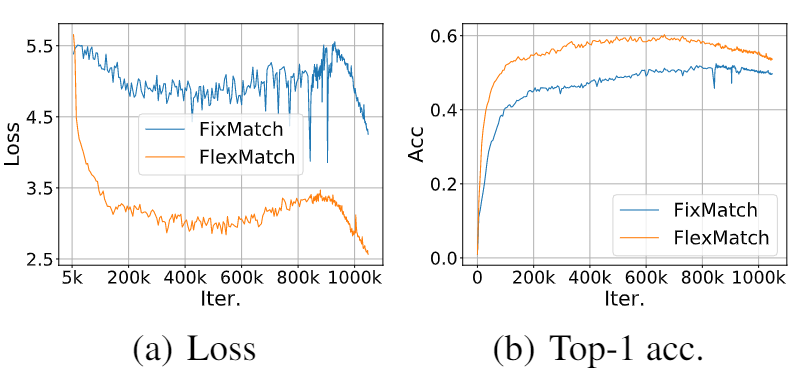 5.5
4.5
3.5
2.5
Loss
FixMatch
FlexMatch
5k 200k 400k 600k 800k 1000k
Iter.
(a) Loss
0.6
0.4
0.2
0.0
Acc
FixMatch
FlexMatch
0 200k 400k 600k 800k 1000k
Iter.
(b) Top-1 acc.